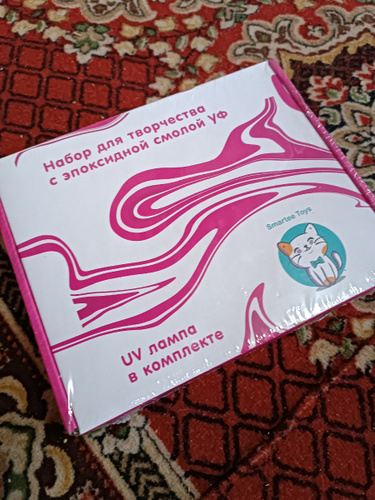 Набор для творчества
с эпоксидной смолой УФ
Smartee Toys
UV лампа
в комплекте